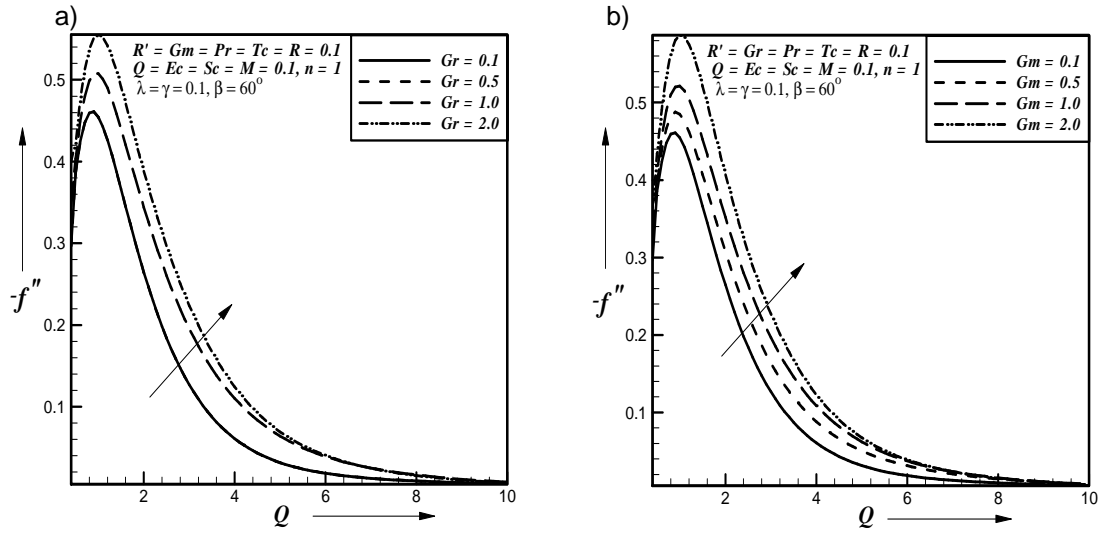 a)
R' = Gm = Pr = Tc = R = 0.1
Q = Ec = Sc = M = 0.1, n = 1
λ = γ = 0.1, β = 60°
Gr = 0.1
Gr = 0.5
Gr = 1.0
Gr = 2.0
0.5
0.4
0.3
0.2
0.1
-f″
2 4 6 8 10
Q
b)
R' = Gr = Pr = Tc = R = 0.1
Q = Ec = Sc = M = 0.1, n = 1
λ = γ = 0.1, β = 60°
Gm = 0.1
Gm = 0.5
Gm = 1.0
Gm = 2.0
0.5
0.4
0.3
0.2
0.1
-f″
2 4 6 8 10
Q